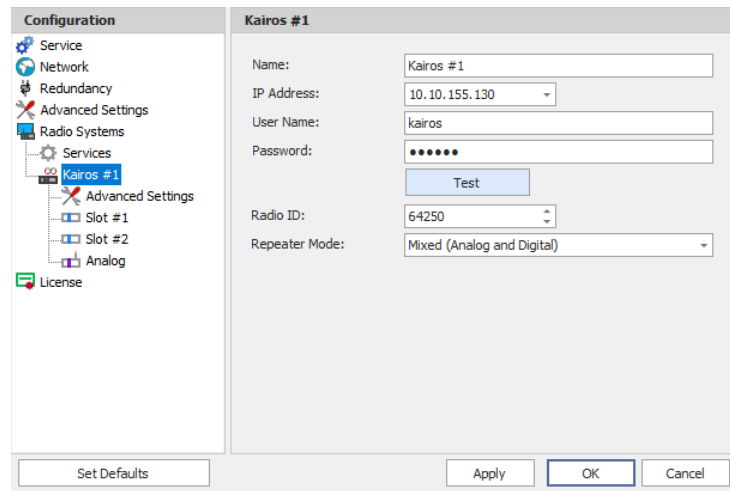 Configuration
Service
Network
Redundancy
Advanced Settings
Radio Systems
Services
Kairos #1
Advanced Settings
Slot #1
Slot #2
Analog
License
Kairos #1
Name: Kairos #1
IP Address: 10.10.155.130
User Name: kairos
Password: ••••••
Test
Radio ID: 64250
Repeater Mode: Mixed (Analog and Digital)
Set Defaults Apply OK Cancel